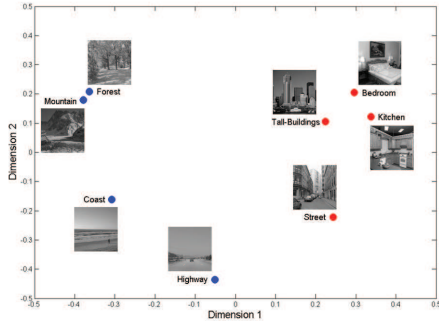 0.5
0.4
0.3
0.2
0.1
0
-0.1
-0.2
-0.3
-0.4
-0.5
Dimension 2
Forest
Mountain
Bedroom
Tall-Buildings
Kitchen
Coast
Street
Highway
-0.5 -0.4 -0.3 -0.2 -0.1 0 0.1 0.2 0.3 0.4 0.5
Dimension 1